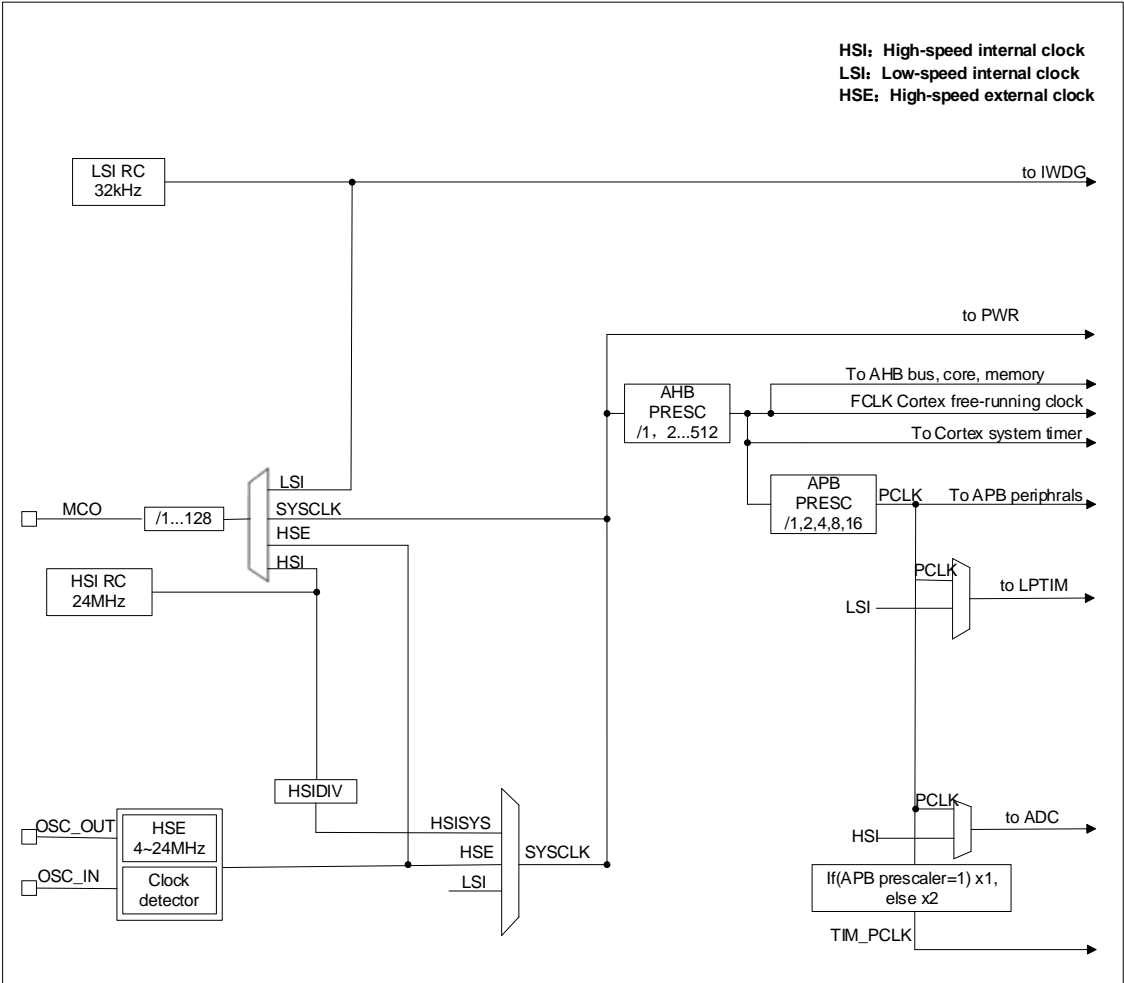 HSI：High-speed internal clock
LSI：Low-speed internal clock
HSE：High-speed external clock
LSI RC
32kHz
to IWDG
to PWR
To AHB bus, core, memory
AHB
PRESC
/1，2...512
FCLK Cortex free-running clock
To Cortex system timer
LSI
APB
PRESC
/1,2,4,8,16
PCLK
To APB periphrals
MCO
/1...128
SYSCLK
HSE
HSI
HSI RC
24MHz
PCLK
to LPTIM
LSI
HSIDIV
OSC_OUT
HSE
4~24MHz
OSC_IN
Clock
detector
HSISYS
HSE
SYSCLK
LSI
PCLK
to ADC
HSI
If(APB prescaler=1) x1,
else x2
TIM_PCLK